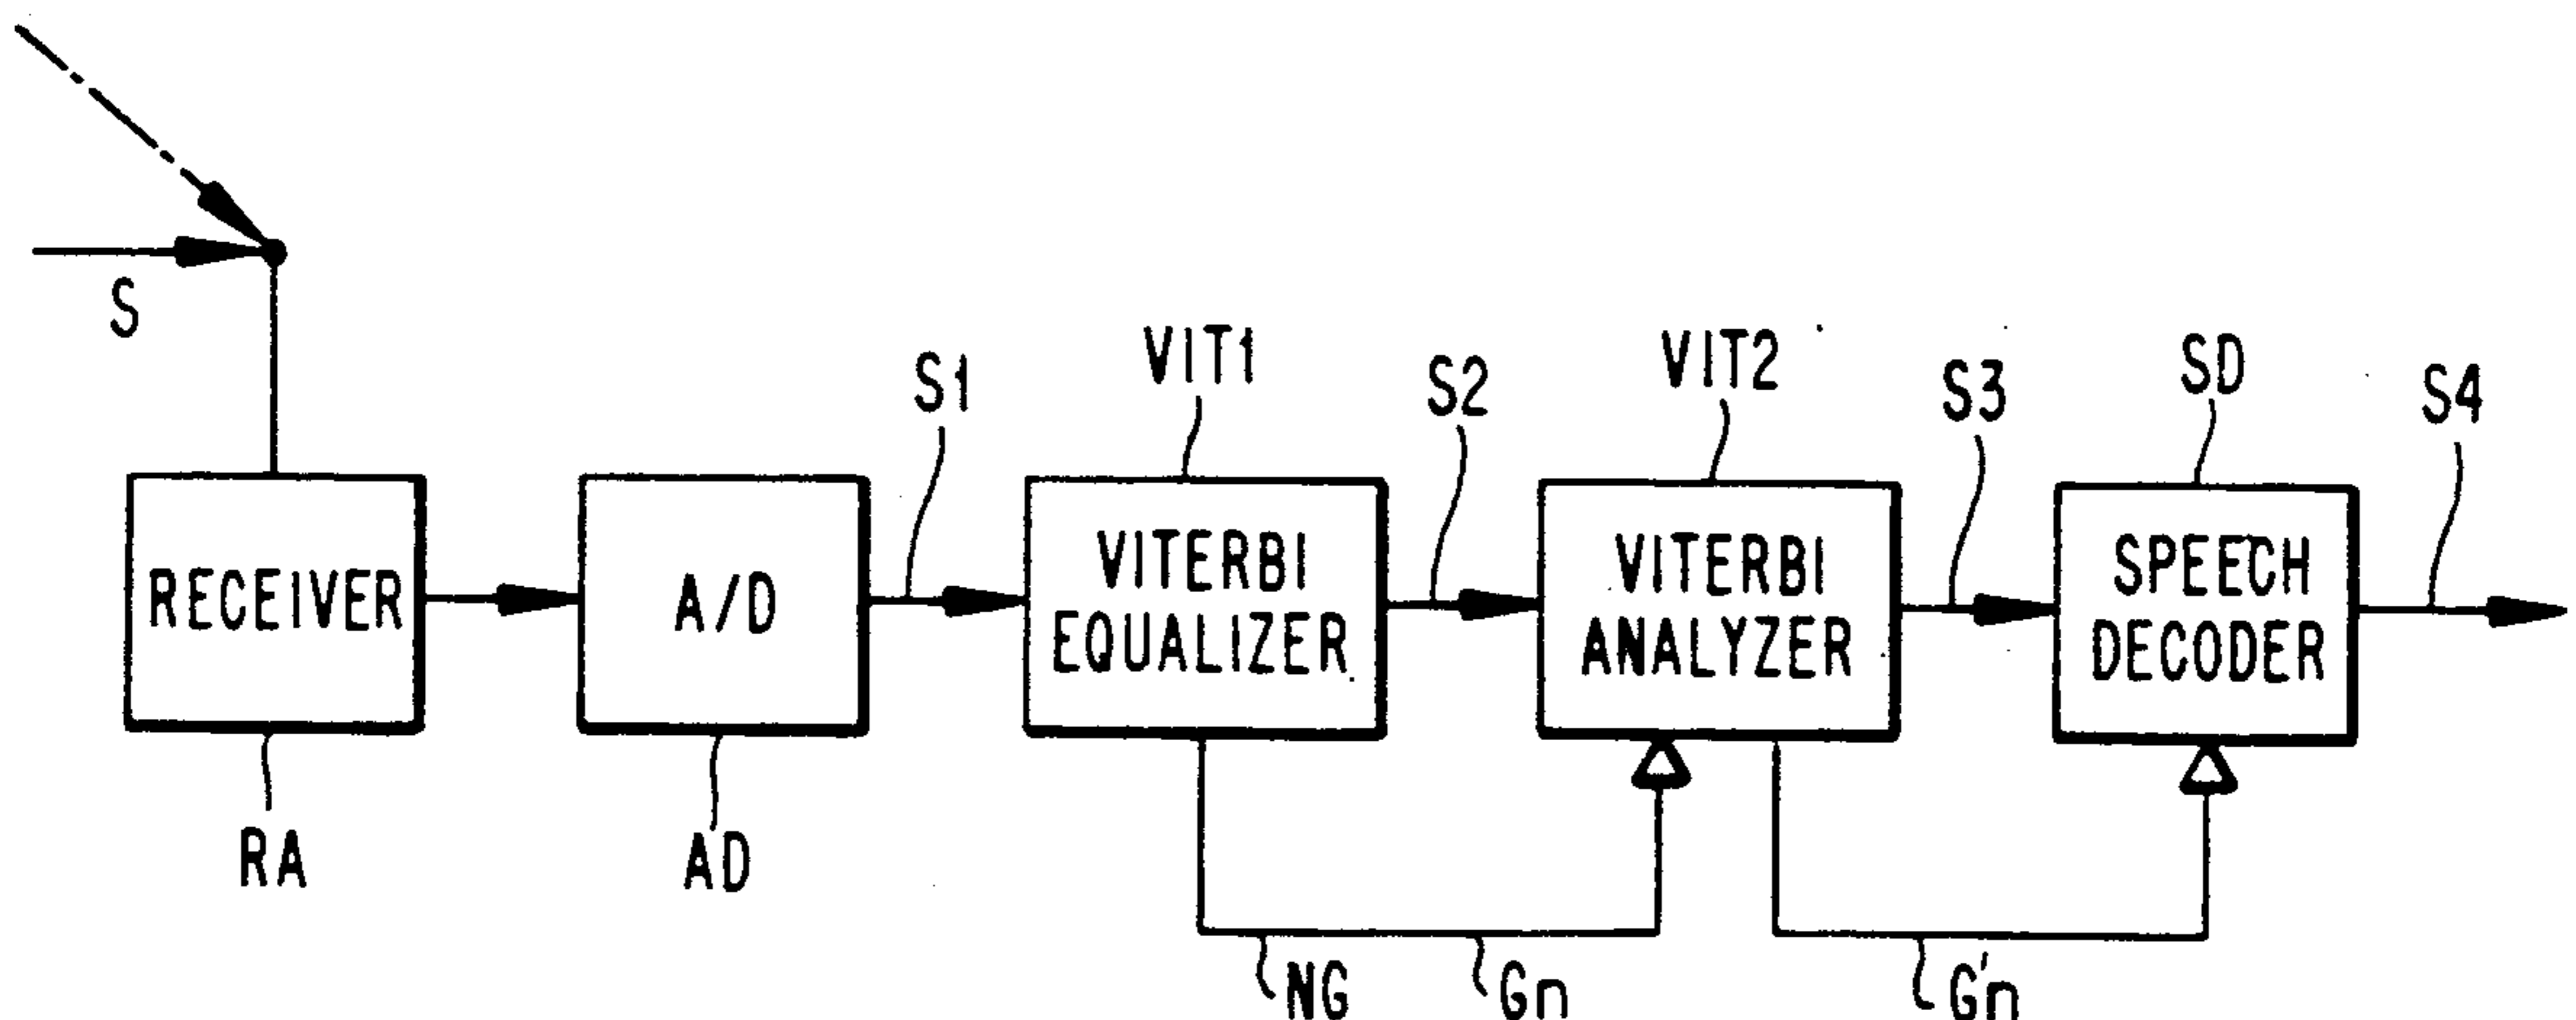 S
S1
VIT1
S2
VIT2
S3
SD
S4
RECEIVER
A/D
VITERBI
EQUALIZER
VITERBI
ANALYZER
SPEECH
DECODER
RA
AD
NG
Gn
G'n